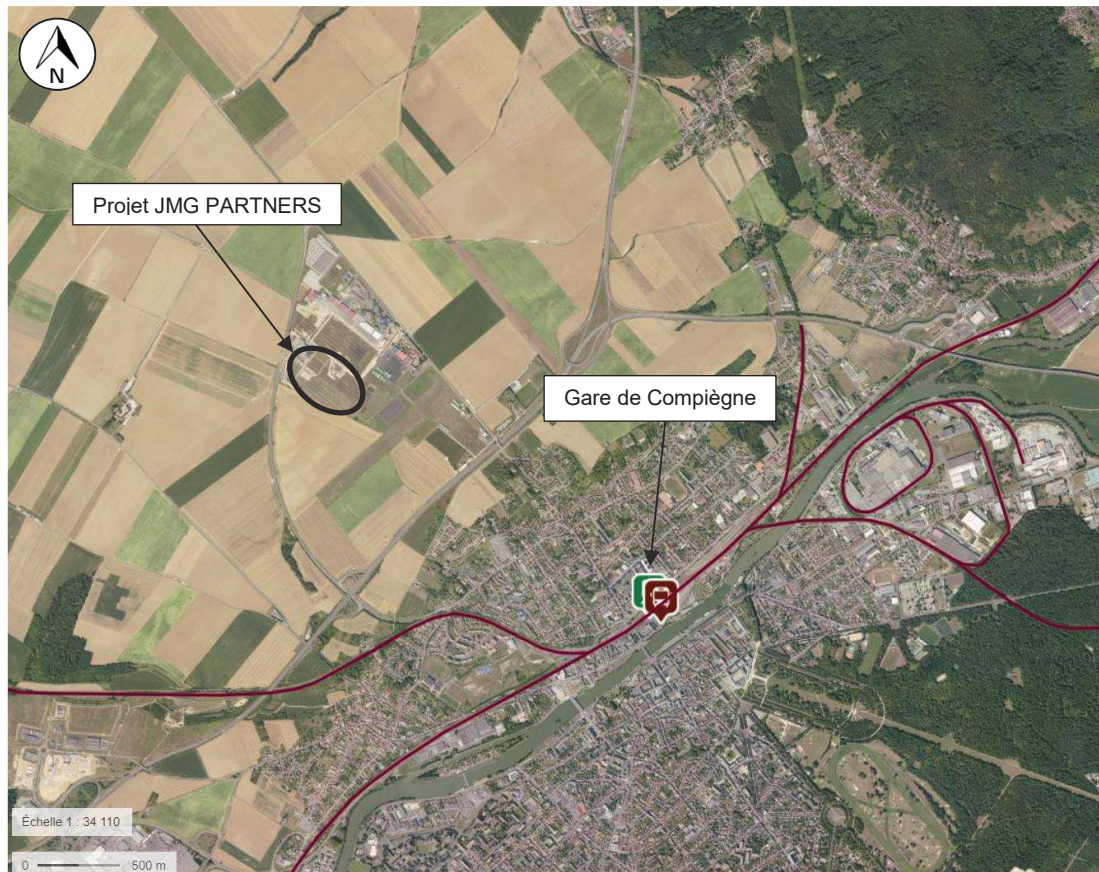 N
Projet JMG PARTNERS
Gare de Compiègne
Échelle 1 : 34 110
0 500 m